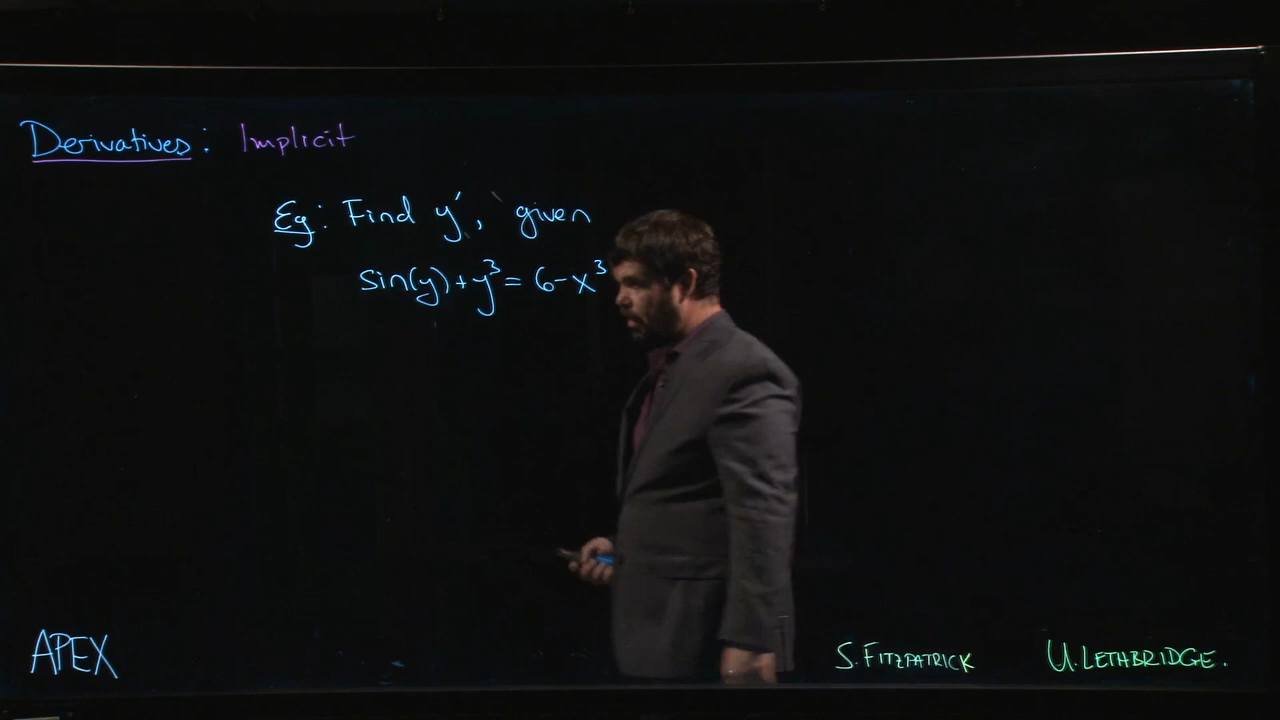 Derivatives: Implicit
Eg: Find y', given
sin(y) + y³ = 6 - x³
APEX
S. FITZPATRICK
U. LETHBRIDGE.